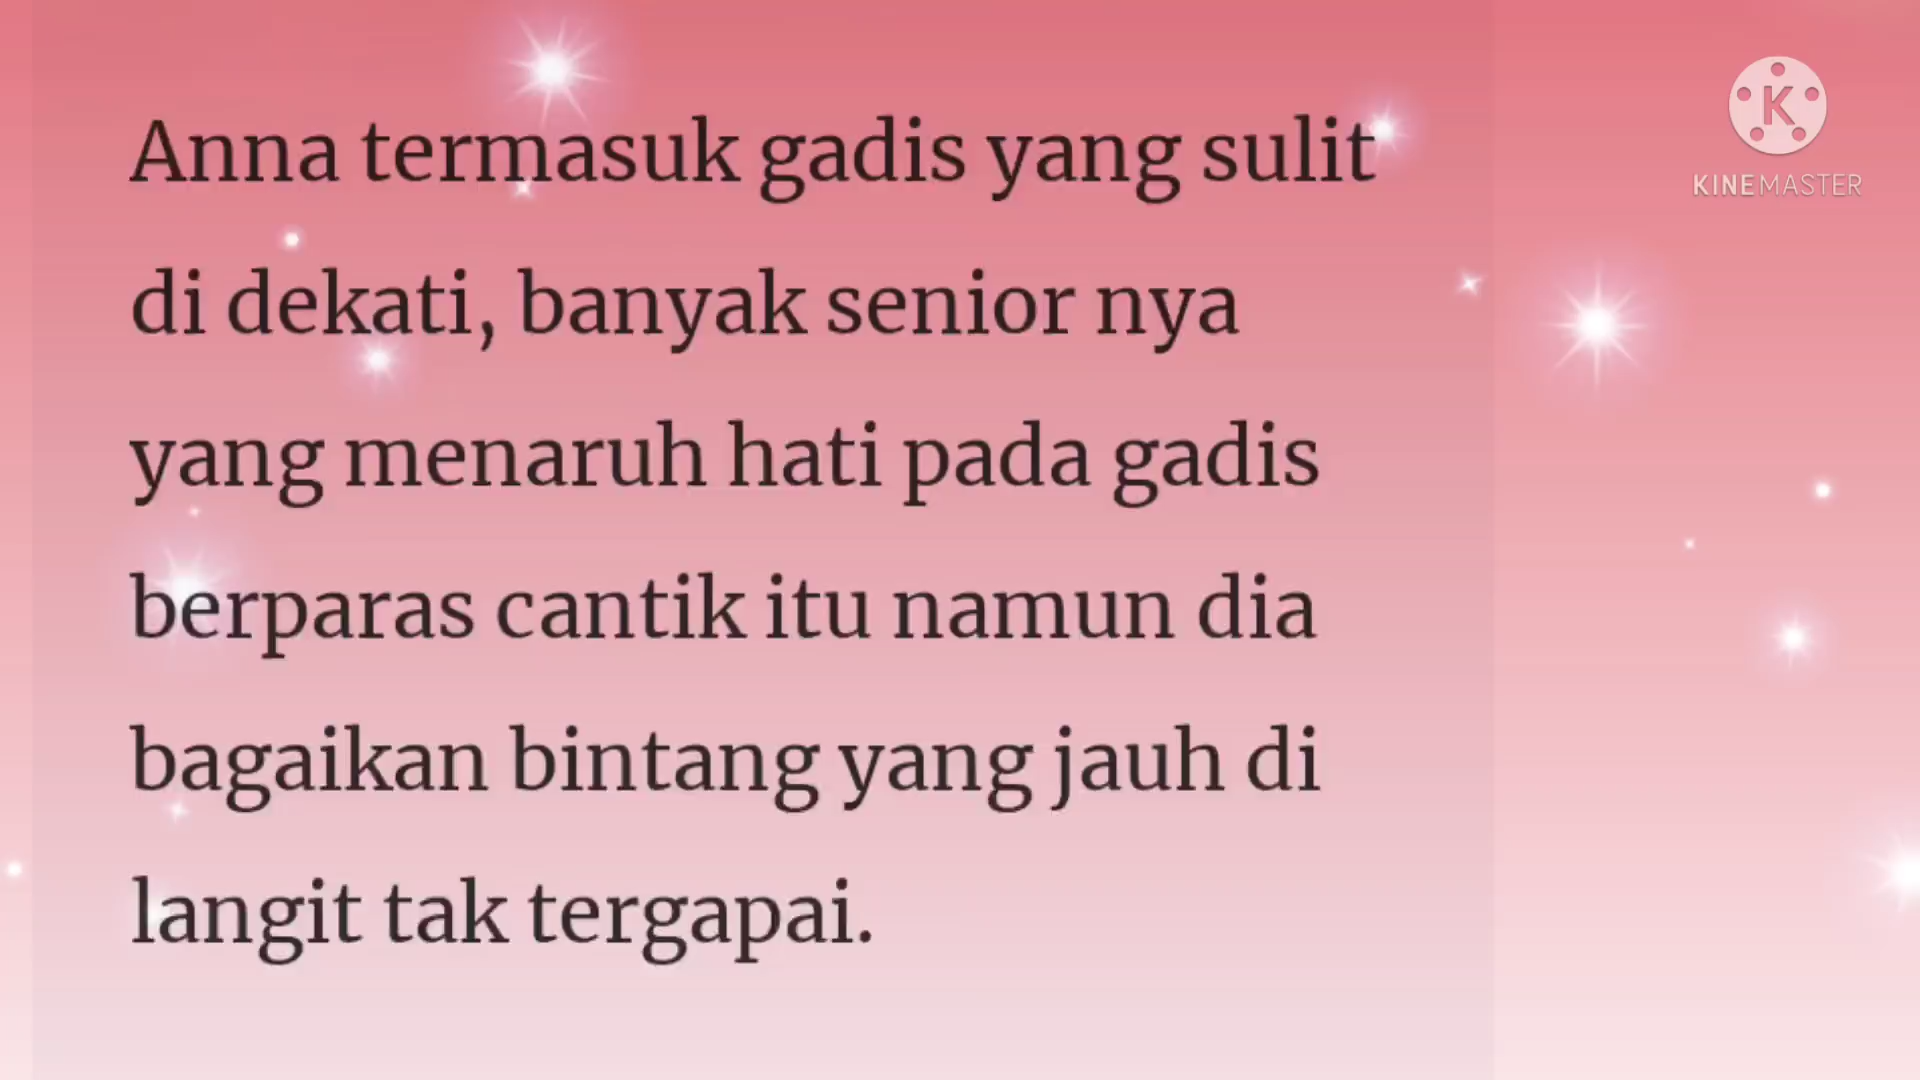 Anna termasuk gadis yang sulit
di dekati, banyak senior nya
yang menaruh hati pada gadis
berparas cantik itu namun dia
bagaikan bintang yang jauh di
langit tak tergapai.
K
KINEMASTER